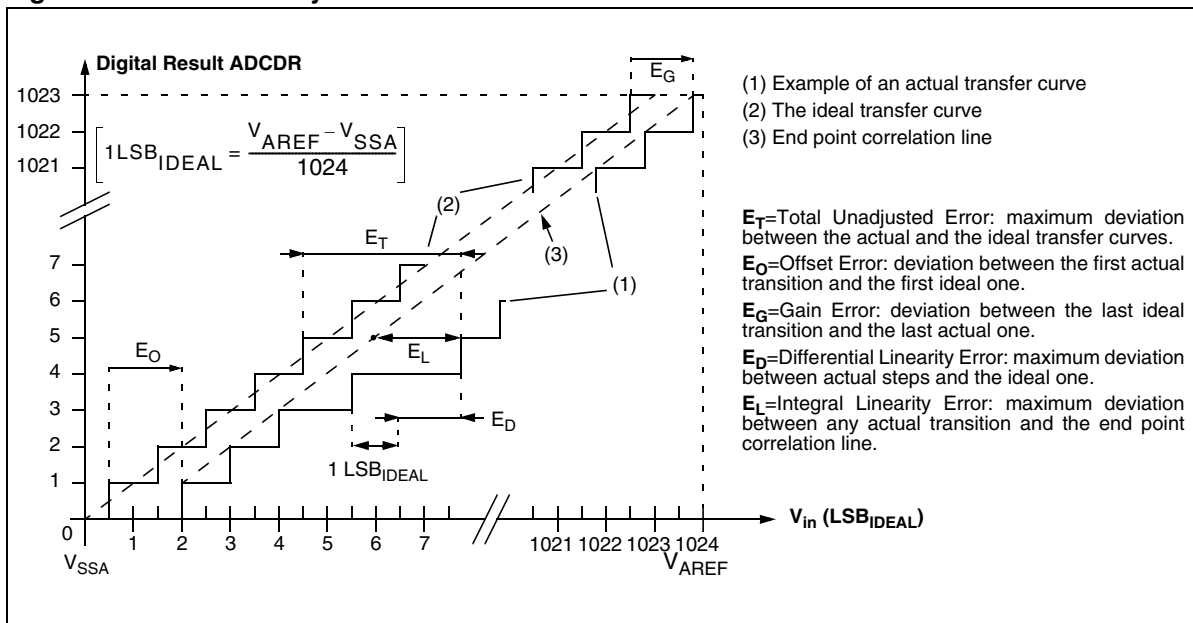 Digital Result ADCDR
E_G
1023
1022
1021
[1LSB_IDEAL = (V_AREF – V_SSA) / 1024]
(2)
E_T
(3)
(1)
7
6
5
4
3
2
1
0
E_O
E_L
E_D
1 LSB_IDEAL
V_in (LSB_IDEAL)
1 2 3 4 5 6 7 1021 1022 1023 1024
V_SSA
V_AREF
(1) Example of an actual transfer curve
(2) The ideal transfer curve
(3) End point correlation line
E_T=Total Unadjusted Error: maximum deviation
between the actual and the ideal transfer curves.
E_O=Offset Error: deviation between the first actual
transition and the first ideal one.
E_G=Gain Error: deviation between the last ideal
transition and the last actual one.
E_D=Differential Linearity Error: maximum deviation
between actual steps and the ideal one.
E_L=Integral Linearity Error: maximum deviation
between any actual transition and the end point
correlation line.